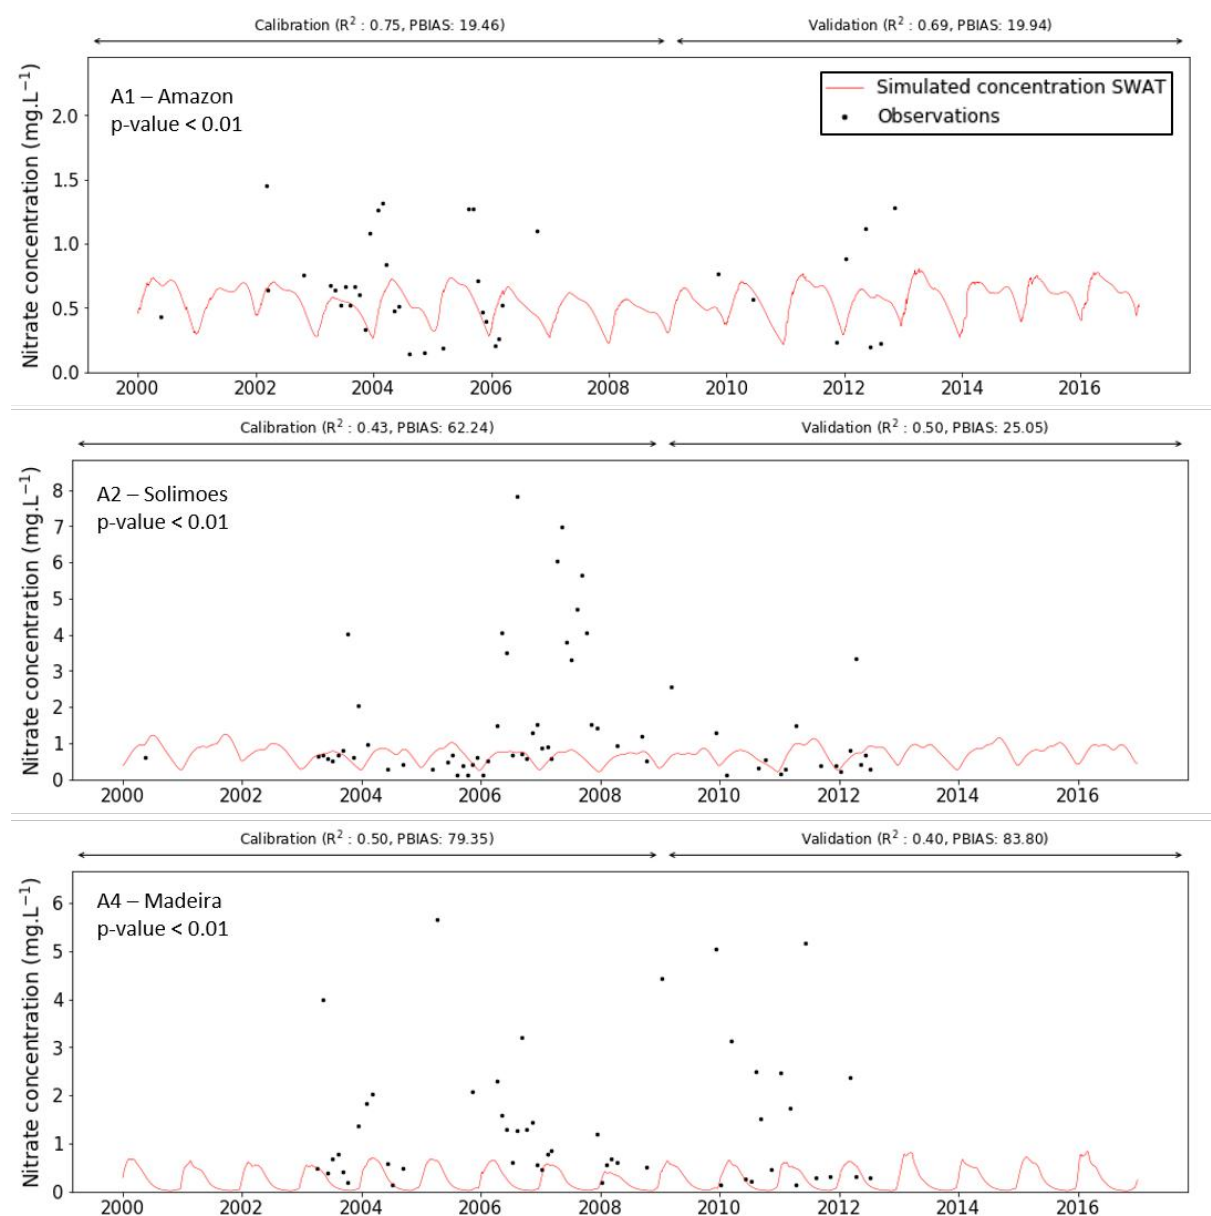 Calibration (R² : 0.75, PBIAS: 19.46) Validation (R² : 0.69, PBIAS: 19.94)
Nitrate concentration (mg.L⁻¹)
A1 – Amazon
p-value < 0.01
Simulated concentration SWAT
Observations
2.0
1.5
1.0
0.5
0.0
2000 2002 2004 2006 2008 2010 2012 2014 2016
Calibration (R² : 0.43, PBIAS: 62.24) Validation (R² : 0.50, PBIAS: 25.05)
Nitrate concentration (mg.L⁻¹)
A2 – Solimoes
p-value < 0.01
8
7
6
5
4
3
2
1
0
2000 2002 2004 2006 2008 2010 2012 2014 2016
Calibration (R² : 0.50, PBIAS: 79.35) Validation (R² : 0.40, PBIAS: 83.80)
Nitrate concentration (mg.L⁻¹)
A4 – Madeira
p-value < 0.01
6
5
4
3
2
1
0
2000 2002 2004 2006 2008 2010 2012 2014 2016